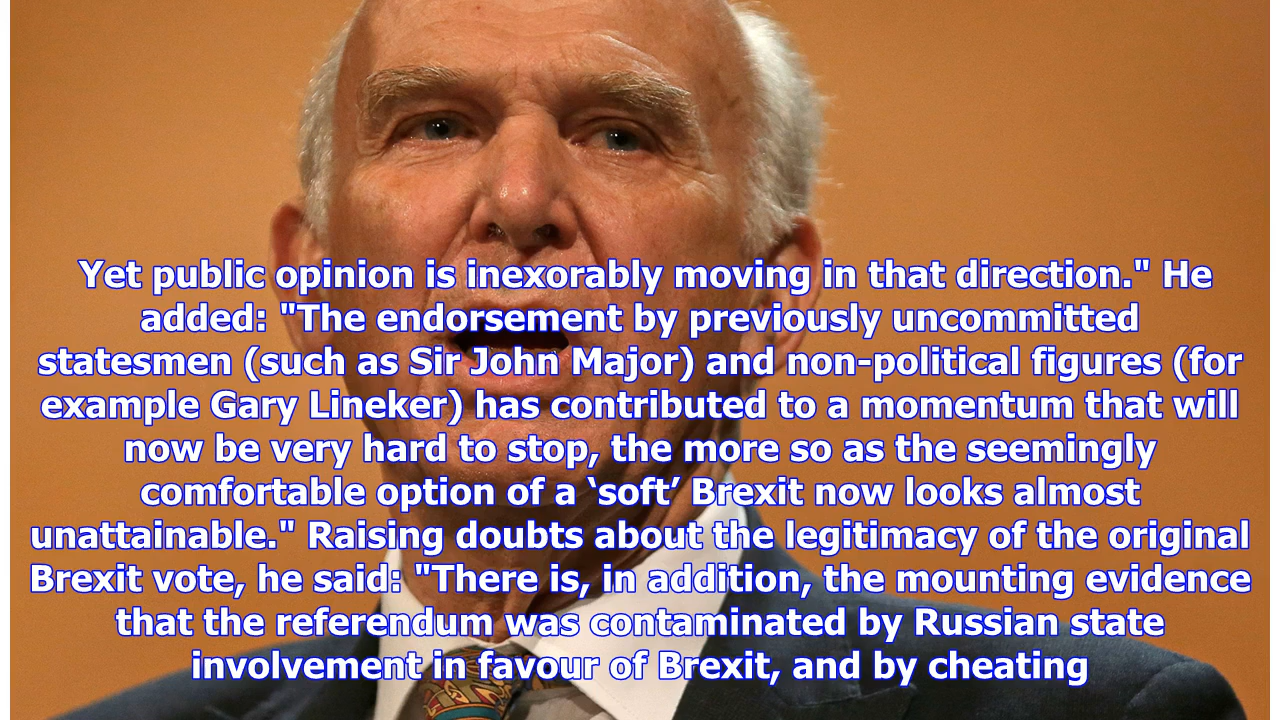 Yet public opinion is inexorably moving in that direction." He
added: "The endorsement by previously uncommitted
statesmen (such as Sir John Major) and non-political figures (for
example Gary Lineker) has contributed to a momentum that will
now be very hard to stop, the more so as the seemingly
comfortable option of a ‘soft’ Brexit now looks almost
unattainable." Raising doubts about the legitimacy of the original
Brexit vote, he said: "There is, in addition, the mounting evidence
that the referendum was contaminated by Russian state
involvement in favour of Brexit, and by cheating